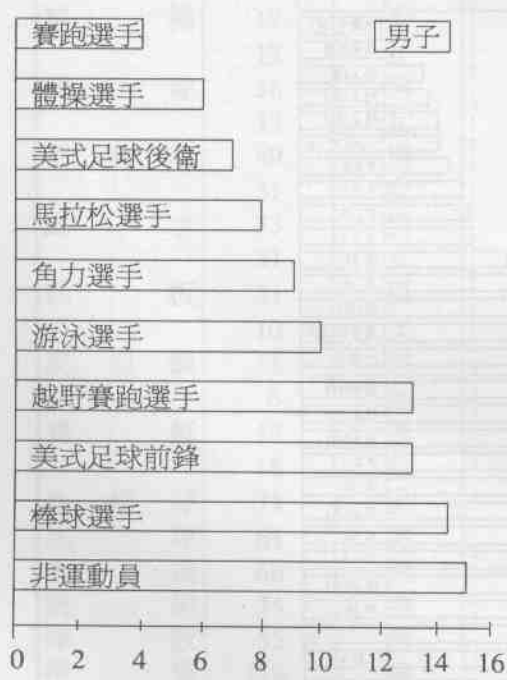 賽跑選手
男子
體操選手
美式足球後衛
馬拉松選手
角力選手
游泳選手
越野賽跑選手
美式足球前鋒
棒球選手
非運動員
0 2 4 6 8 10 12 14 16